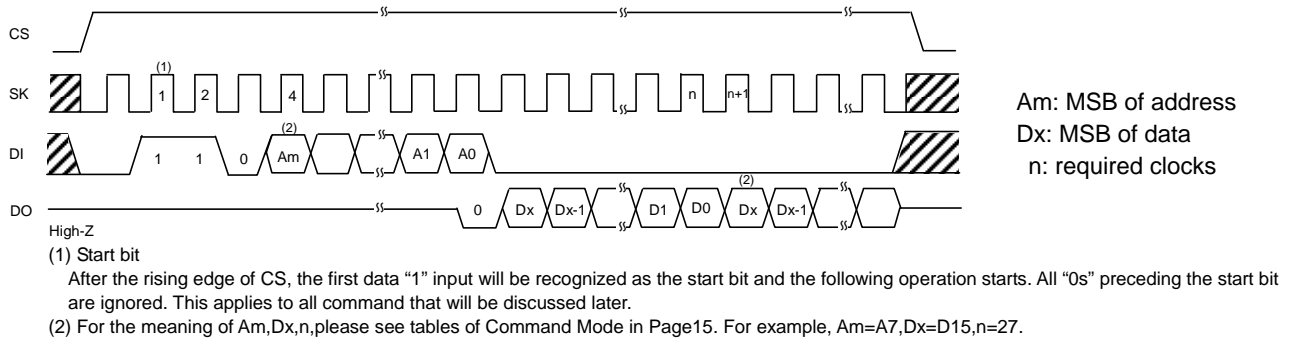 CS
(1)
SK 1 2 4 n n+1
Am: MSB of address
Dx: MSB of data
n: required clocks
(2)
DI 1 1 0 Am A1 A0
(2)
DO 0 Dx Dx-1 D1 D0 Dx Dx-1
High-Z
(1) Start bit
After the rising edge of CS, the first data “1” input will be recognized as the start bit and the following operation starts. All “0s” preceding the start bit
are ignored. This applies to all command that will be discussed later.
(2) For the meaning of Am,Dx,n,please see tables of Command Mode in Page15. For example, Am=A7,Dx=D15,n=27.